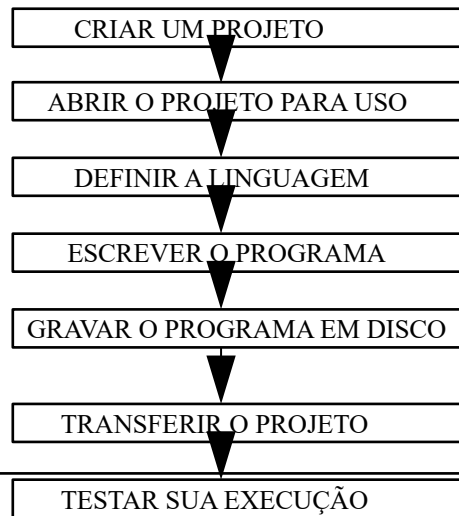 CRIAR UM PROJETO
ABRIR O PROJETO PARA USO
DEFINIR A LINGUAGEM
ESCREVER O PROGRAMA
GRAVAR O PROGRAMA EM DISCO
TRANSFERIR O PROJETO
TESTAR SUA EXECUÇÃO